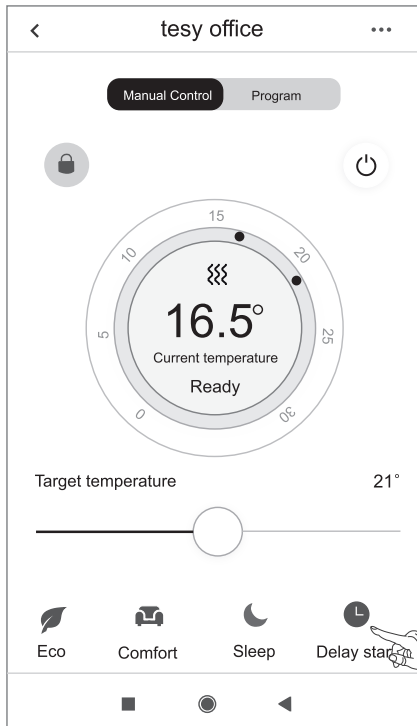 tesy office
Manual Control Program
15
10 20
5 25
0 30
16.5°
Current temperature
Ready
Target temperature 21°
Eco Comfort Sleep Delay start